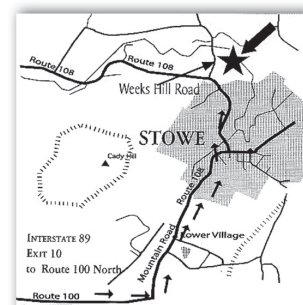 Route 108
Route 108
Weeks Hill Road
STOWE
Cady Hill
Route 108
Mountain Road
Lower Village
INTERSTATE 89
EXIT 10
to Route 100 North
Route 100